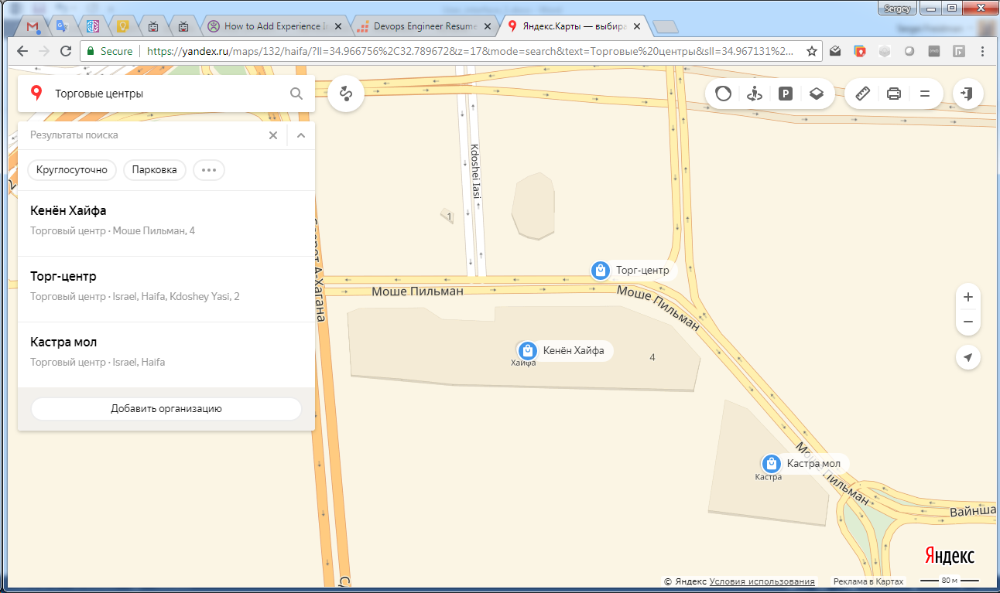 Sergey
How to Add Experience I
Devops Engineer Resume
Яндекс.Карты — выбира
Secure
https://yandex.ru/maps/132/haifa/?ll=34.966756%2C32.789672&z=17&mode=search&text=Торговые%20центры&sll=34.967131%2...
Торговые центры
P
Результаты поиска
Круглосуточно
Парковка
Кенён Хайфа
Торговый центр · Моше Пильман, 4
Торг-центр
Торговый центр · Israel, Haifa, Kdoshey Yasi, 2
Кастра мол
Торговый центр · Israel, Haifa
Добавить организацию
2
Kdoshei Iasi
1
Сдерот А-Хагана
Торг-центр
Моше Пильман
Моше Пильман
Кенён Хайфа
Хайфа
4
Кастра мол
Кастра
Моше Пильман
Вайнша
Яндекс
© Яндекс Условия использования
Реклама в Картах
80 м